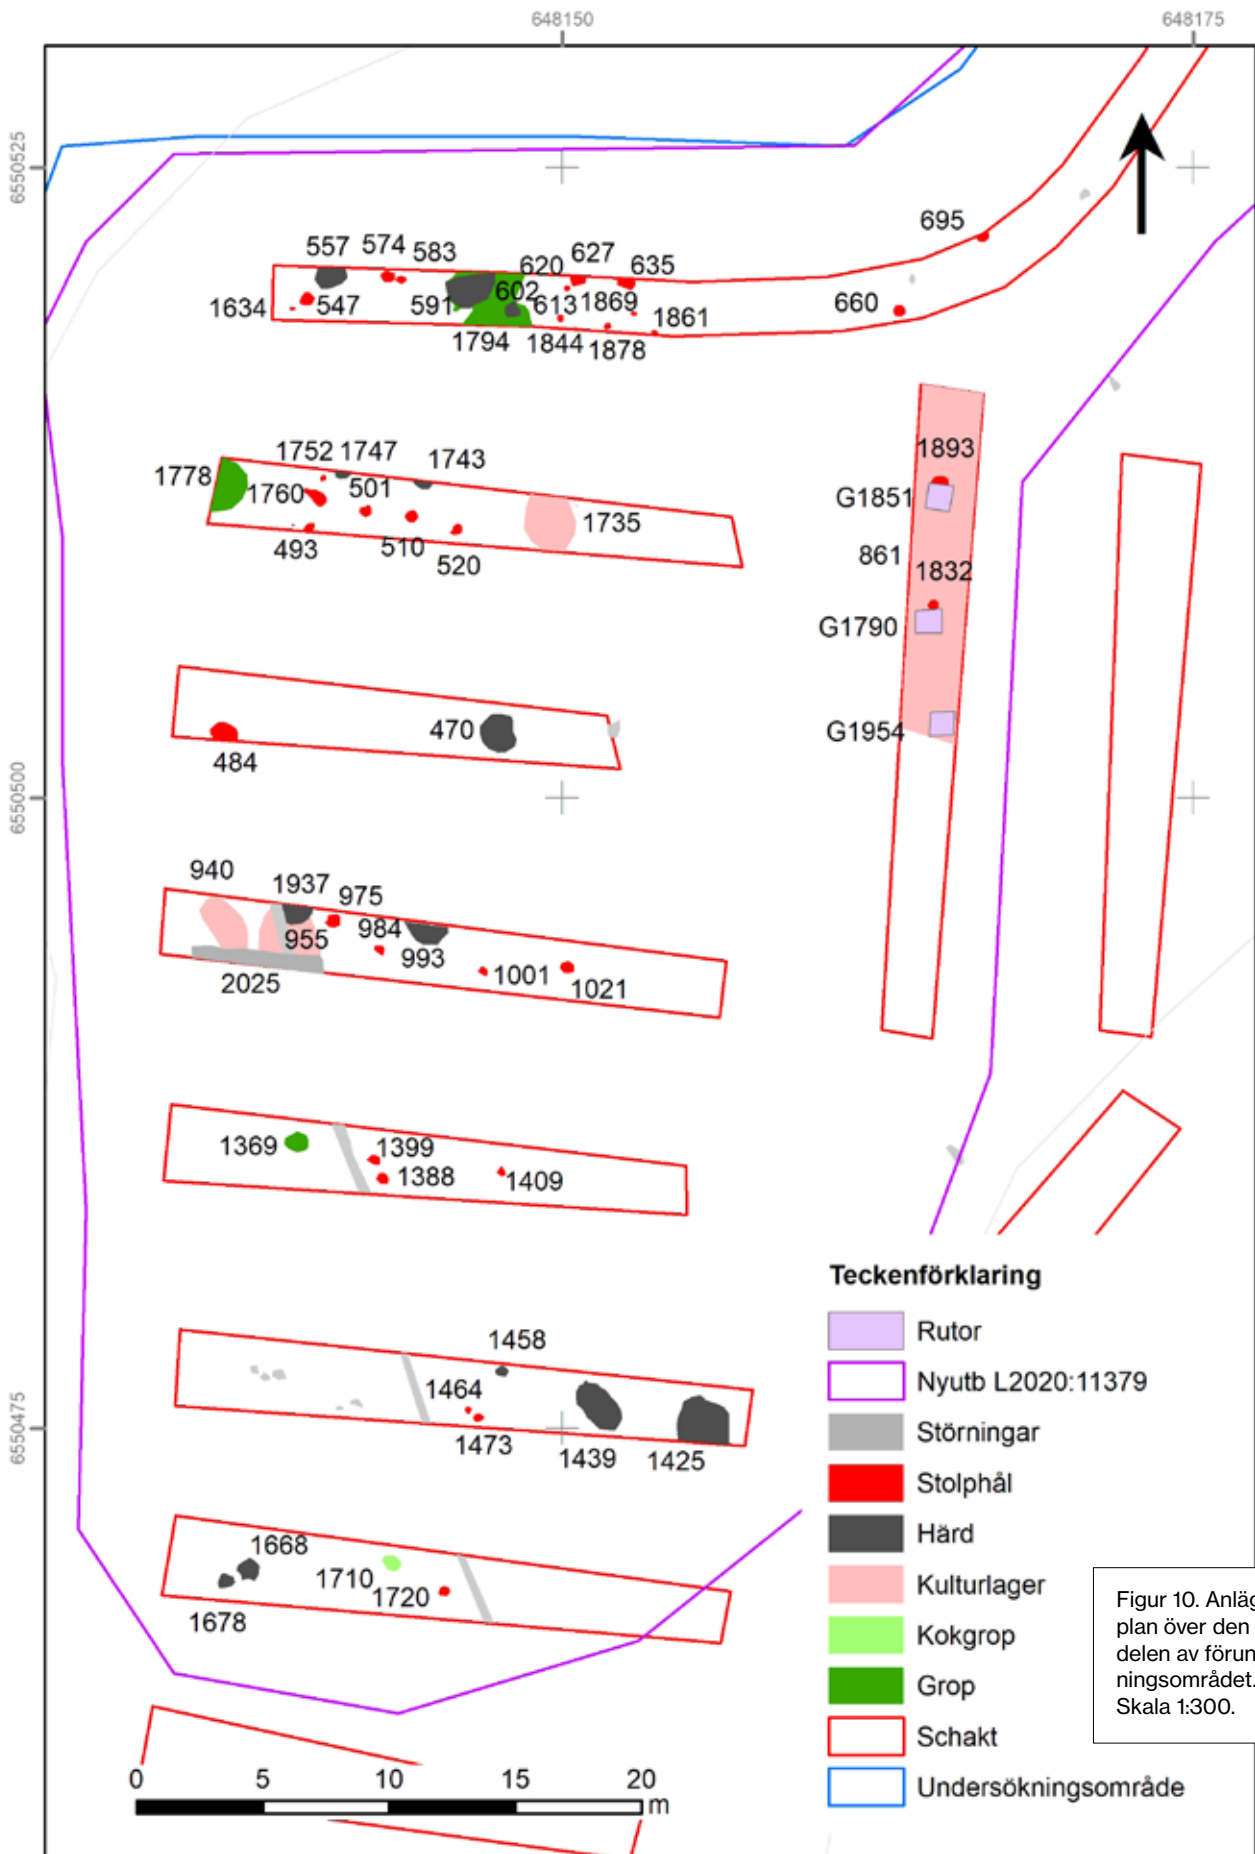 648150
648175
6550525
695
557
574
583
620
627
635
1634
547
591
602
613
1869
1861
660
1794
1844
1878
1752
1747
1743
1778
1760
501
1735
493
510
520
1893
G1851
861
1832
G1790
G1954
470
484
6550500
940
1937
975
955
984
993
1001
1021
2025
1369
1399
1388
1409
1458
1464
1473
1439
1425
6550475
1668
1710
1720
1678
Teckenförklaring
Rutor
Nyutb L2020:11379
Störningar
Stolphål
Härd
Kulturlager
Kokgrop
Grop
Schakt
Undersökningsområde
Figur 10. Anläg
plan över den
delen av förun
ningsområdet.
Skala 1:300.
0 5 10 15 20
m